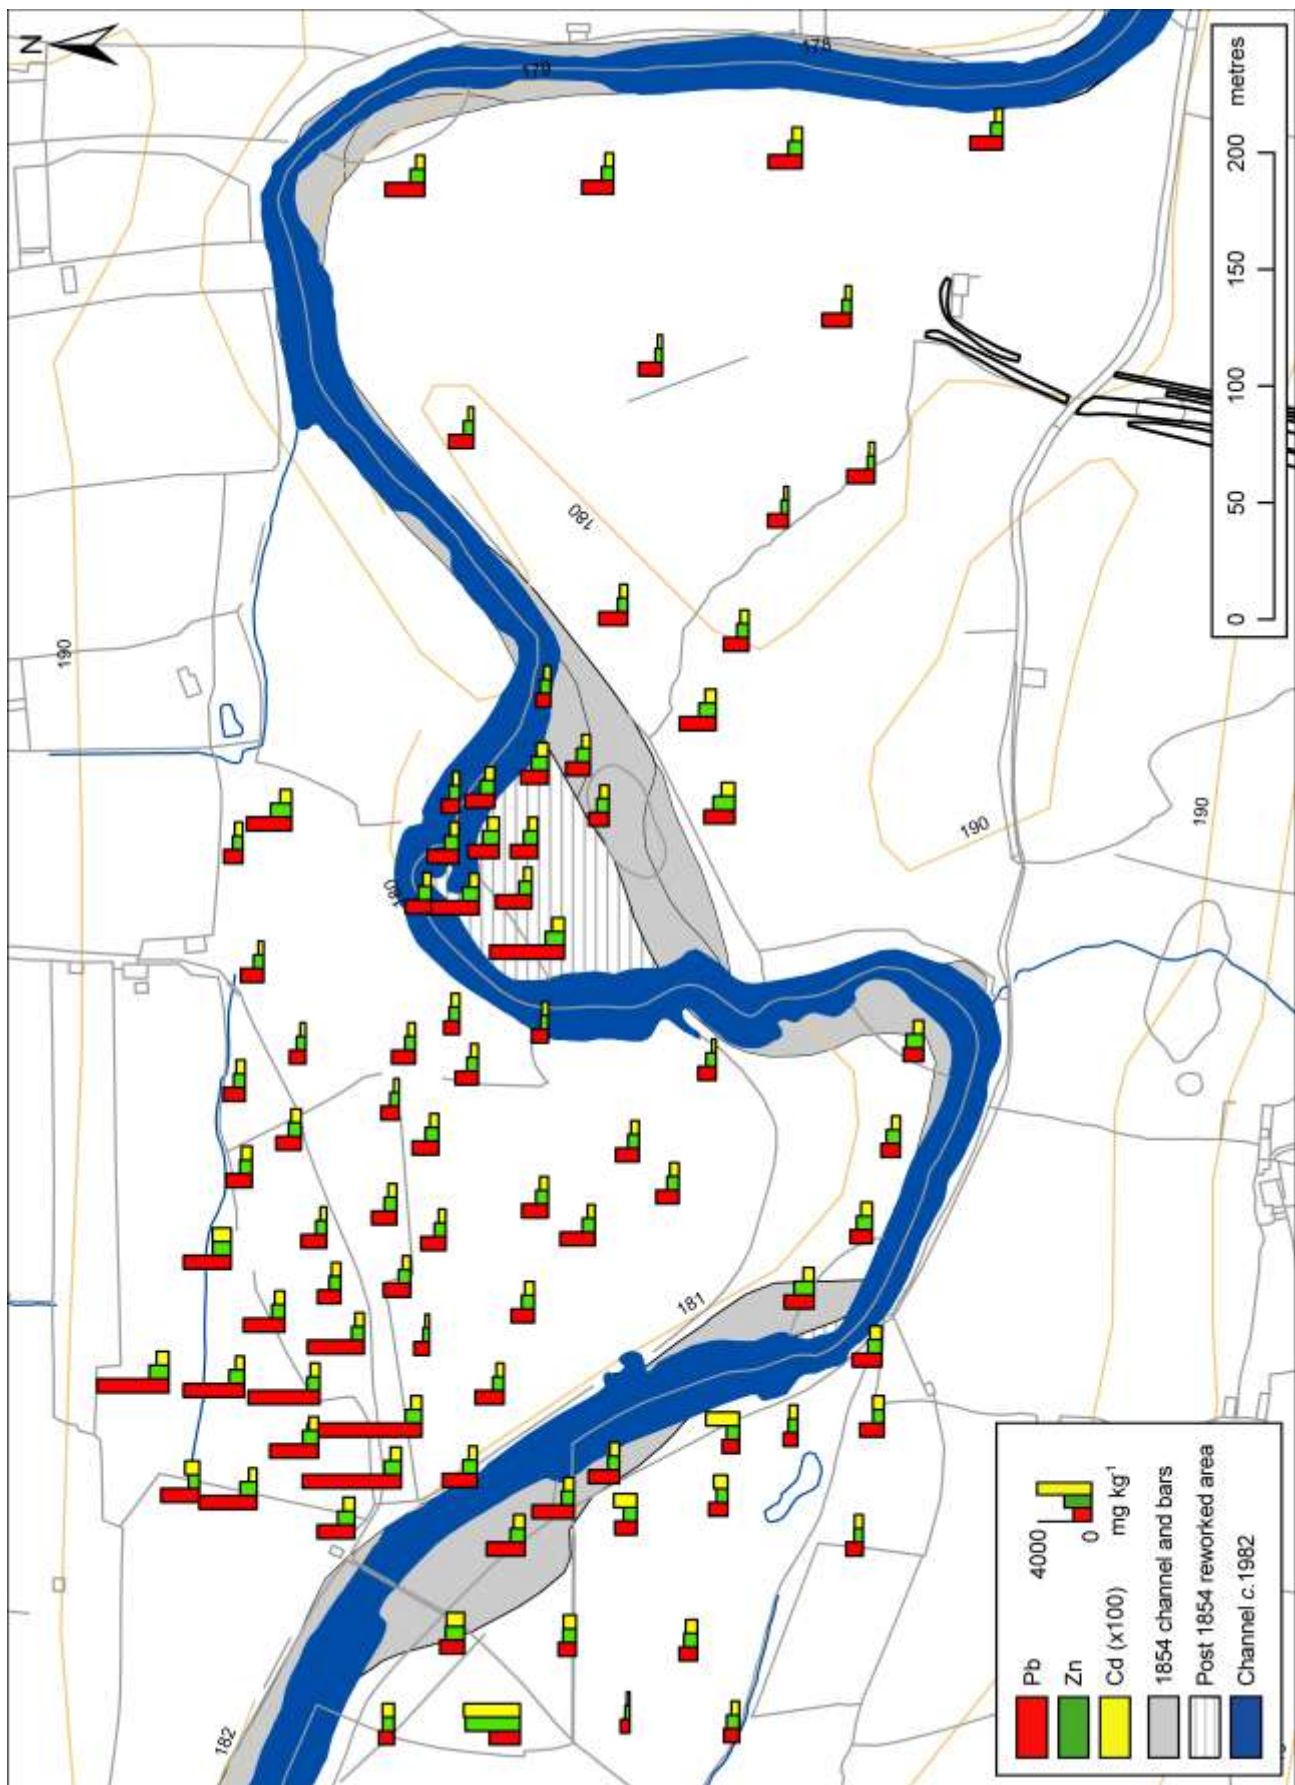 N
179
178
190
180
180
190
190
181
182
0 50 100 150 200 metres
Pb
Zn
Cd (x100)
4000
0
mg kg⁻¹
1854 channel and bars
Post 1854 reworked area
Channel c.1982